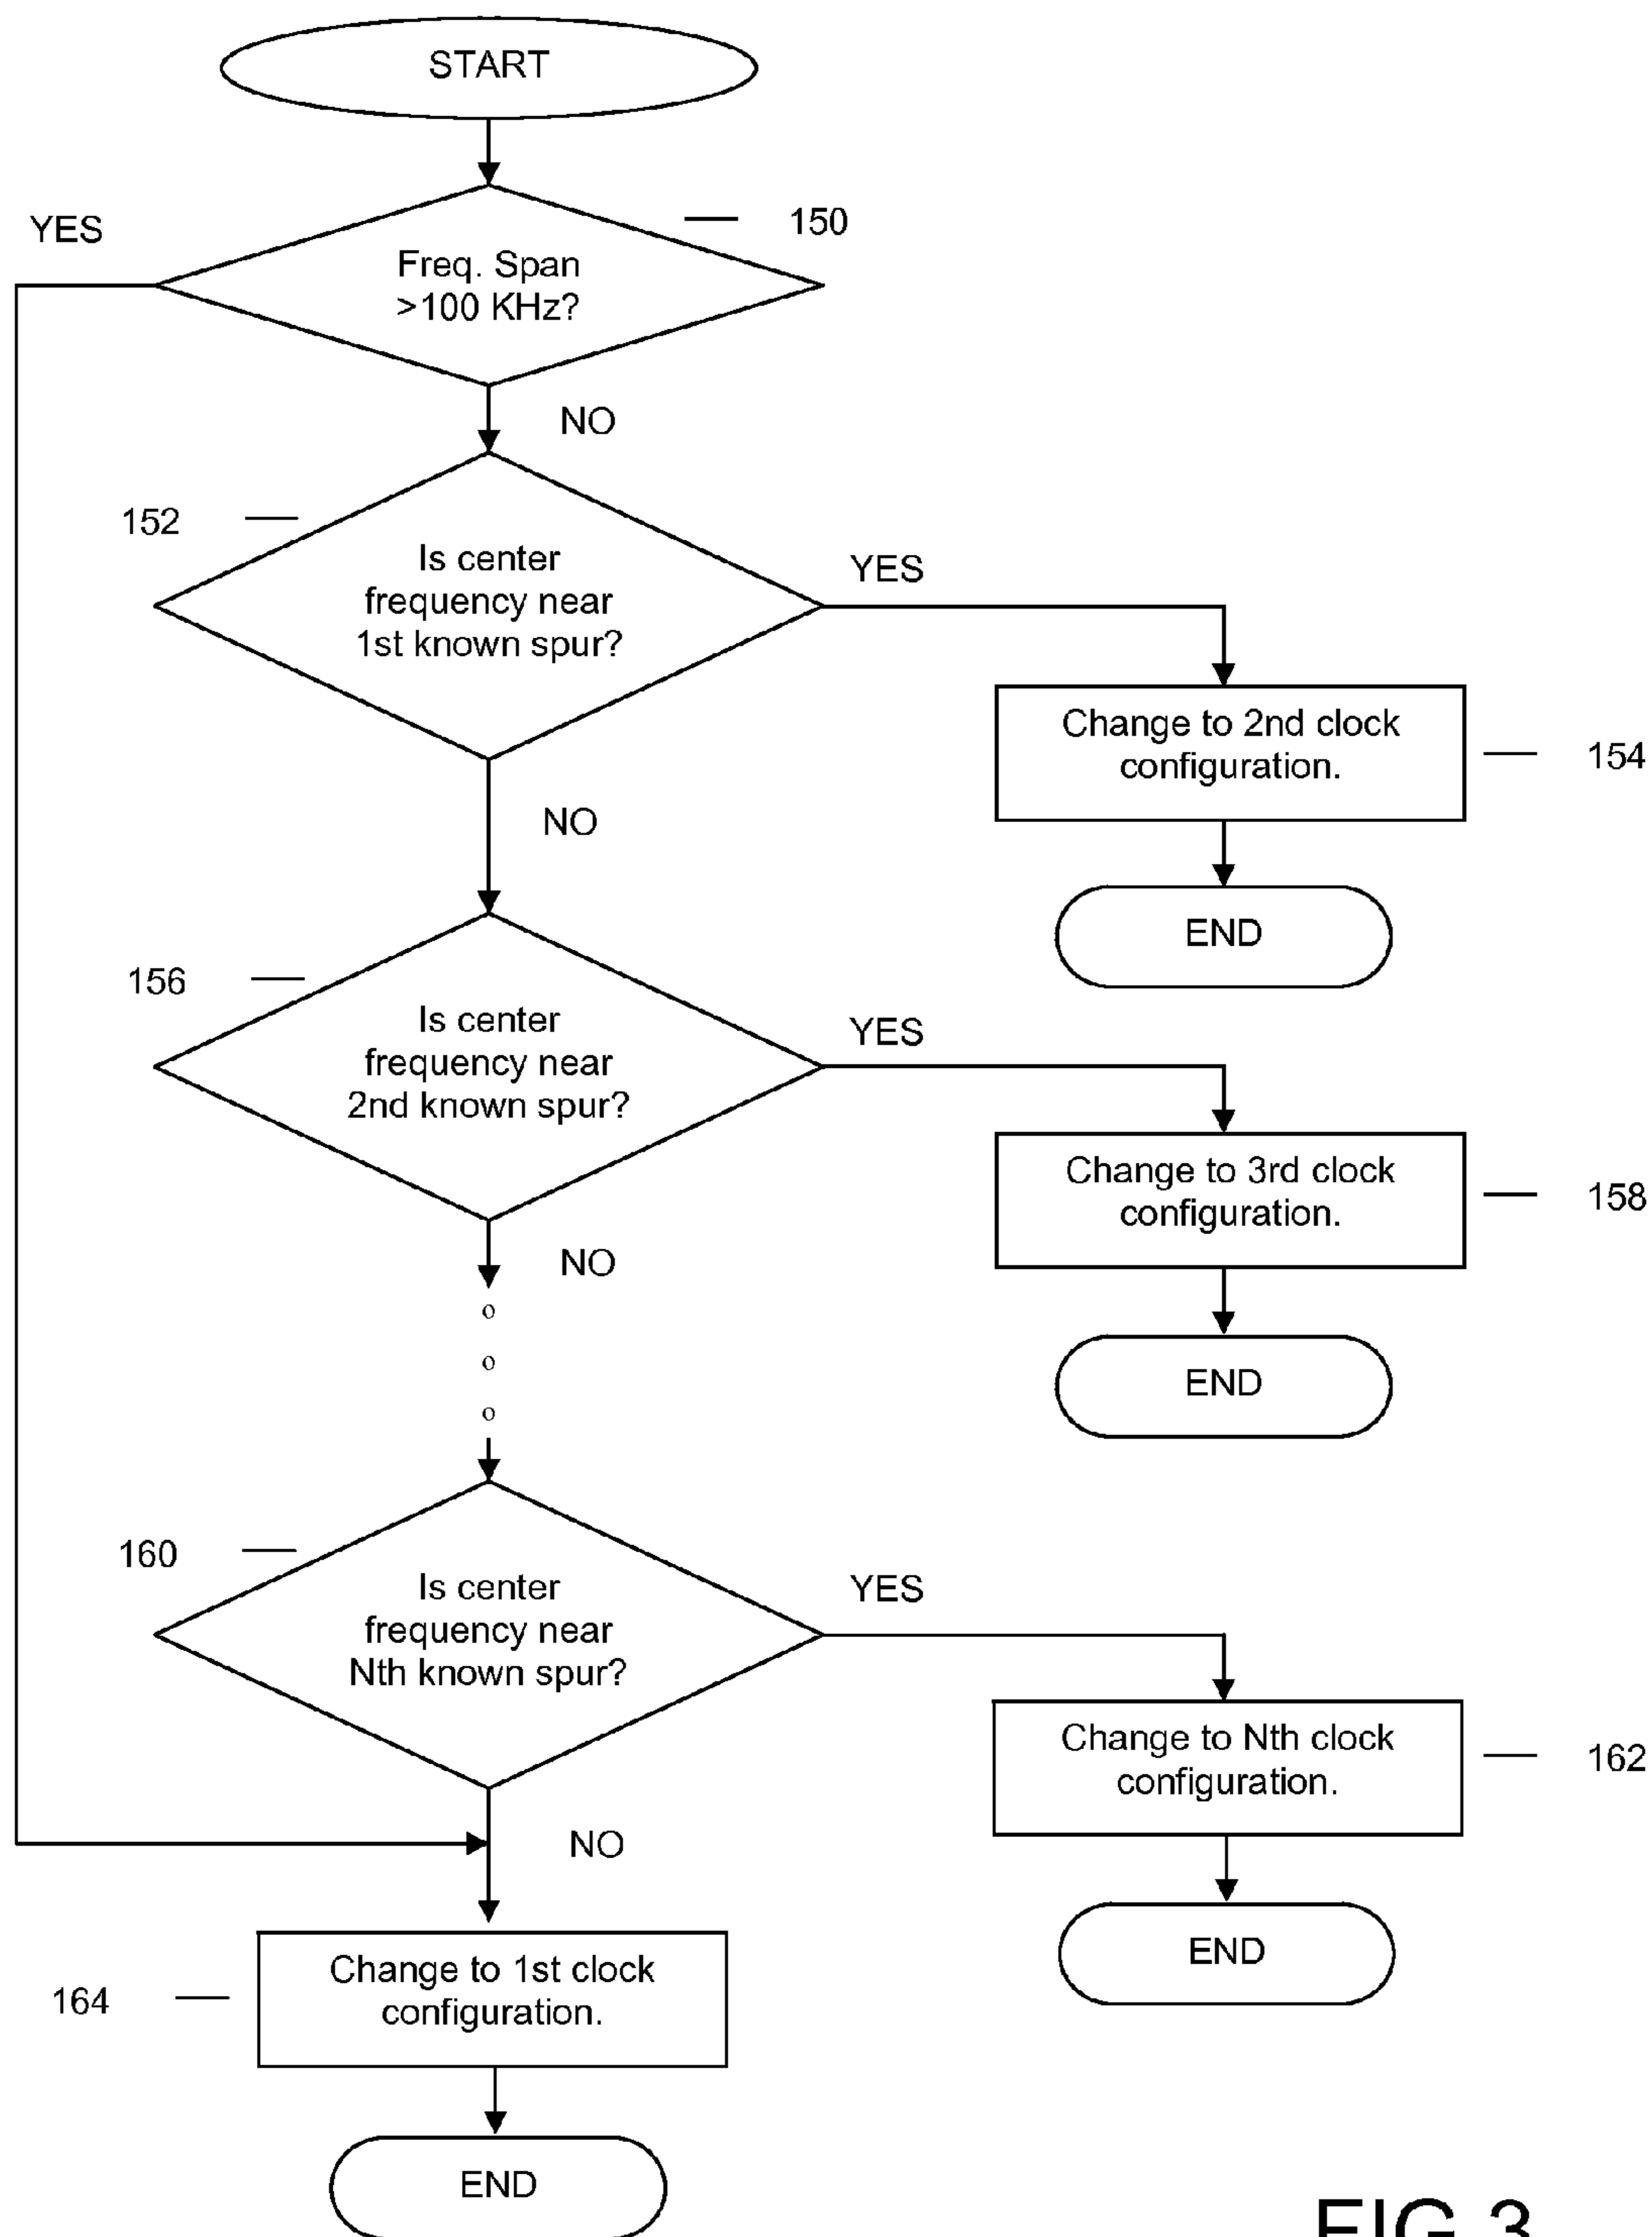 START
YES
150
Freq. Span
>100 KHz?
NO
152
Is center
frequency near
1st known spur?
YES
Change to 2nd clock
configuration.
154
NO
END
156
Is center
frequency near
2nd known spur?
YES
Change to 3rd clock
configuration.
158
NO
END
160
Is center
frequency near
Nth known spur?
YES
Change to Nth clock
configuration.
162
NO
END
164
Change to 1st clock
configuration.
END
FIG 3